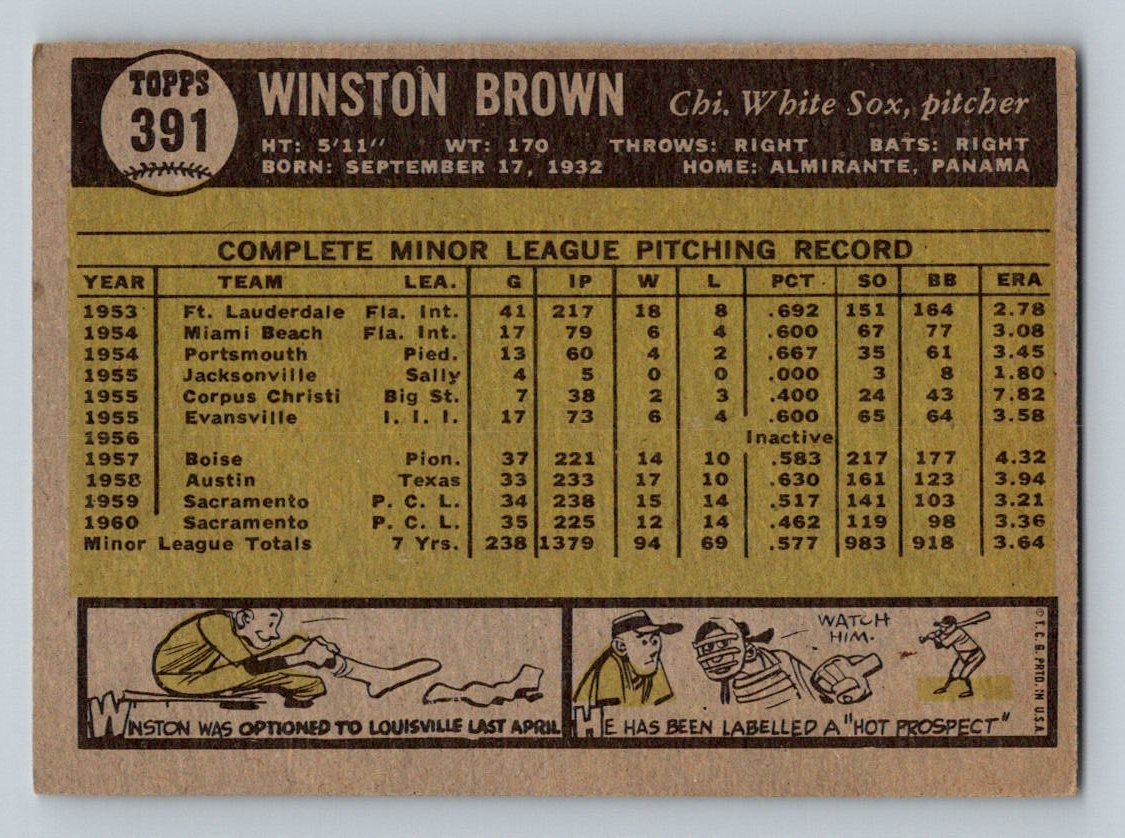 TOPPS
391
WINSTON BROWN Chi. White Sox, pitcher
HT: 5'11" WT: 170 THROWS: RIGHT BATS: RIGHT
BORN: SEPTEMBER 17, 1932 HOME: ALMIRANTE, PANAMA
COMPLETE MINOR LEAGUE PITCHING RECORD
YEAR TEAM LEA. G IP W L PCT. SO BB ERA
1953 Ft. Lauderdale Fla. Int. 41 217 18 8 .692 151 164 2.78
1954 Miami Beach Fla. Int. 17 79 6 4 .600 67 77 3.08
1954 Portsmouth Pied. 13 60 4 2 .667 35 61 3.45
1955 Jacksonville Sally 4 5 0 0 .000 3 8 1.80
1955 Corpus Christi Big St. 7 38 2 3 .400 24 43 7.82
1955 Evansville I. I. I. 17 73 6 4 .600 65 64 3.58
1956 Inactive
1957 Boise Pion. 37 221 14 10 .583 217 177 4.32
1958 Austin Texas 33 233 17 10 .630 161 123 3.94
1959 Sacramento P. C. L. 34 238 15 14 .517 141 103 3.21
1960 Sacramento P. C. L. 35 225 12 14 .462 119 98 3.36
Minor League Totals 7 Yrs. 238 1379 94 69 .577 983 918 3.64
WINSTON WAS OPTIONED TO LOUISVILLE LAST APRIL
WATCH
HIM.
HE HAS BEEN LABELLED A "HOT PROSPECT"
© T. C. G. PRTD. IN U.S.A.